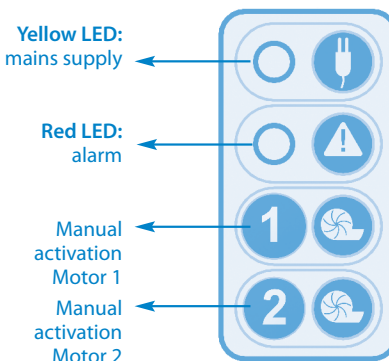 Yellow LED:
mains supply
Red LED:
alarm
1
Manual
activation
Motor 1
2
Manual
activation
Motor 2